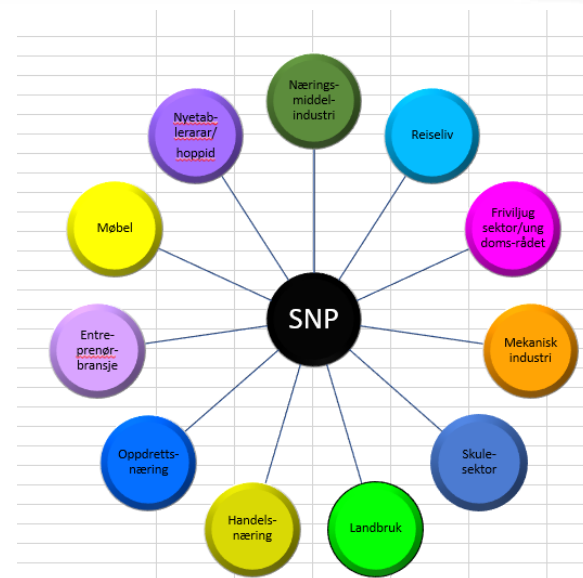 Nærings-
middel-
industri
Reiseliv
Friviljug
sektor/ung
doms-rådet
Mekanisk
industri
Skule-
sektor
Landbruk
Handels-
næring
Oppdretts-
næring
Entre-
prenør-
bransje
Møbel
Nyetab-
lerarar/
hoppid
SNP